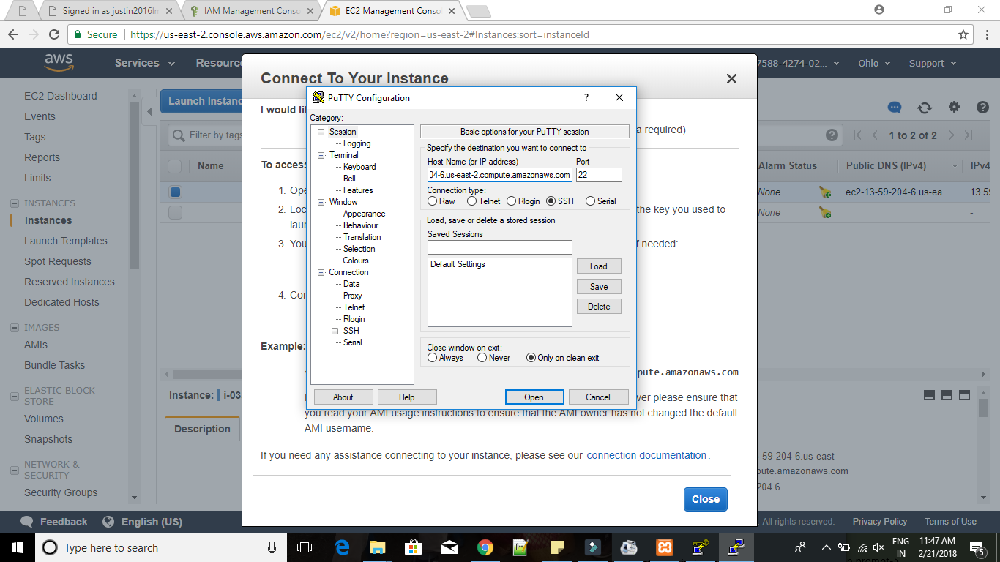 Signed in as justin2016lm
IAM Management Conso
EC2 Management Conso
Secure
https://us-east-2.console.aws.amazon.com/ec2/v2/home?region=us-east-2#Instances:sort=instanceId
aws
Services
Resourc
7588-4274-02...
Ohio
Support
Connect To Your Instance
EC2 Dashboard
Events
Tags
Reports
Limits
INSTANCES
Instances
Launch Templates
Spot Requests
Reserved Instances
Dedicated Hosts
IMAGES
AMIs
Bundle Tasks
ELASTIC BLOCK
STORE
Volumes
Snapshots
NETWORK &
SECURITY
Security Groups
Launch Instanc
Filter by tags
1 to 2 of 2
Name
Alarm Status
Public DNS (IPv4)
IPv4
None
ec2-13-59-204-6.us-ea...
13.59
None
-
I would li
a required)
To access
1. Ope
2. Loc
the key you used to
lau
3. You
f needed:
4. Con
Example:
pute.amazonaws.com
ver please ensure that
you read your AMI usage instructions to ensure that the AMI owner has not changed the default
AMI username.
If you need any assistance connecting to your instance, please see our connection documentation.
Close
PuTTY Configuration
?
Category:
Session
Logging
Terminal
Keyboard
Bell
Features
Window
Appearance
Behaviour
Translation
Selection
Colours
Connection
Data
Proxy
Telnet
Rlogin
SSH
Serial
Basic options for your PuTTY session
Specify the destination you want to connect to
Host Name (or IP address)
Port
04-6.us-east-2.compute.amazonaws.com
22
Connection type:
Raw
Telnet
Rlogin
SSH
Serial
Load, save or delete a stored session
Saved Sessions
Default Settings
Load
Save
Delete
Close window on exit:
Always
Never
Only on clean exit
About
Help
Open
Cancel
Instance:
i-03
Description
-59-204-6.us-east-
ompute.amazonaws.com
204.6
Feedback
English (US)
All rights reserved.
Privacy Policy
Terms of Use
Type here to search
ENG
IN
11:47 AM
2/21/2018
5